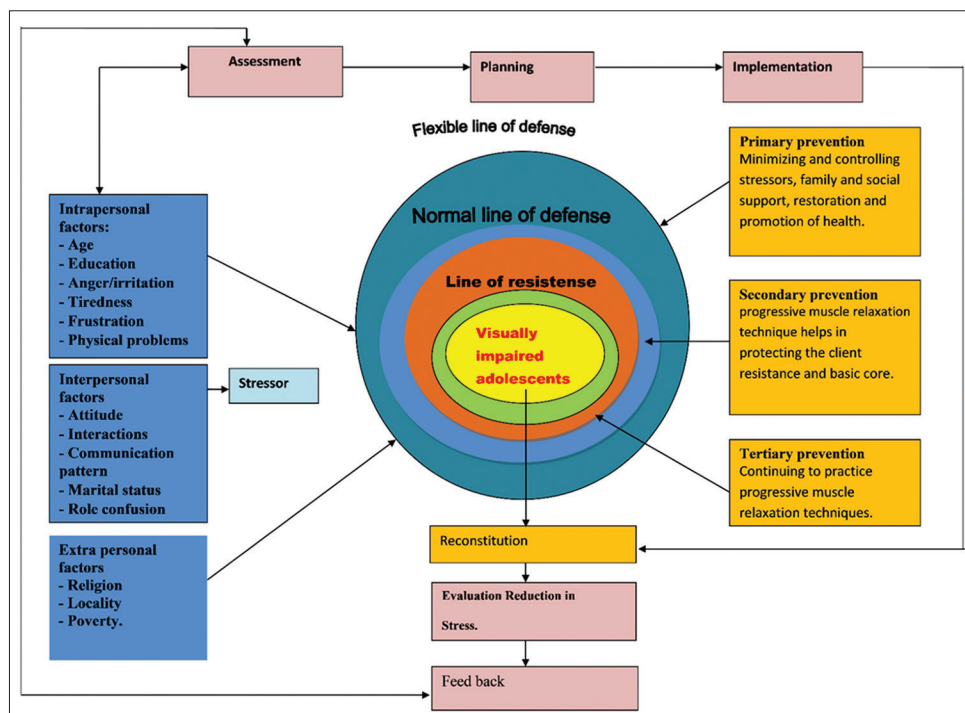 Assessment
Planning
Implementation
Flexible line of defense
Normal line of defense
Line of resistense
Visually
impaired
adolescents
Intrapersonal
factors:
- Age
- Education
- Anger/irritation
- Tiredness
- Frustration
- Physical problems
Interpersonal
factors
- Attitude
- Interactions
- Communication
pattern
- Marital status
- Role confusion
Stressor
Extra personal
factors
- Religion
- Locality
- Poverty.
Primary prevention
Minimizing and controlling
stressors, family and social
support, restoration and
promotion of health.
Secondary prevention
progressive muscle relaxation
technique helps in
protecting the client
resistance and basic core.
Tertiary prevention
Continuing to practice
progressive muscle
relaxation techniques.
Reconstitution
Evaluation Reduction in
Stress.
Feed back